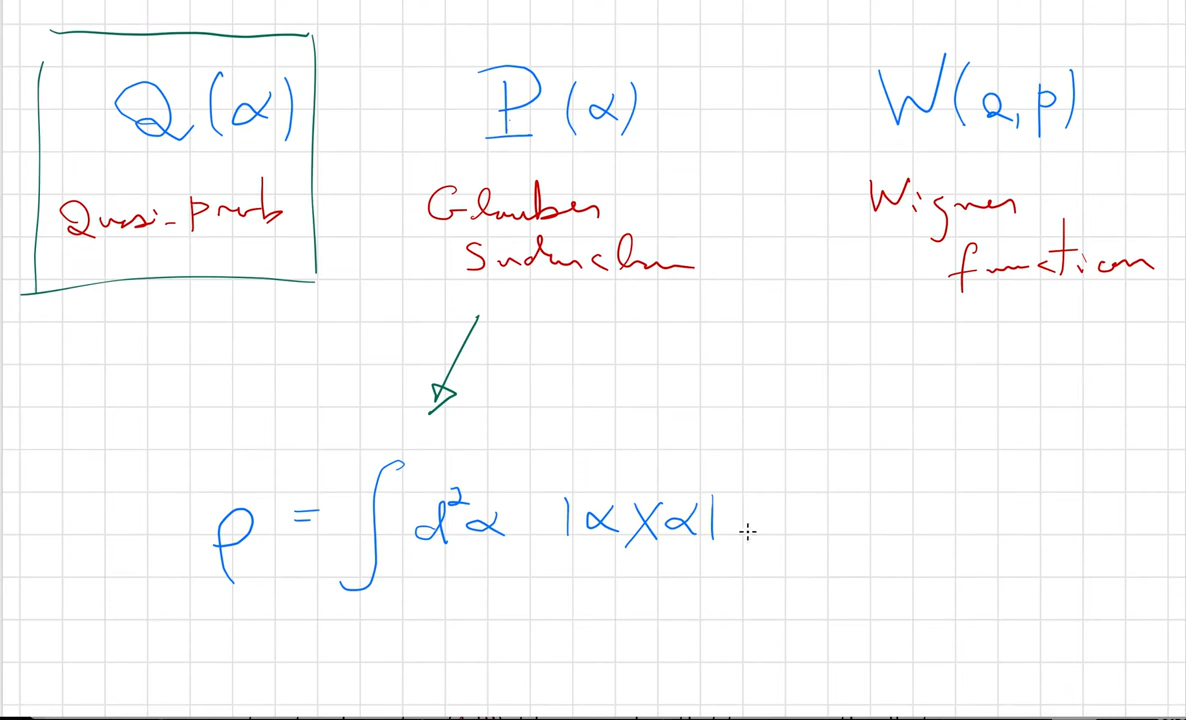 Q(α) P(α) W(Q,p)
Quasi-prob Glauber Wigner
Sudarshan function
ρ = ∫ d²α |α⟩⟨α|